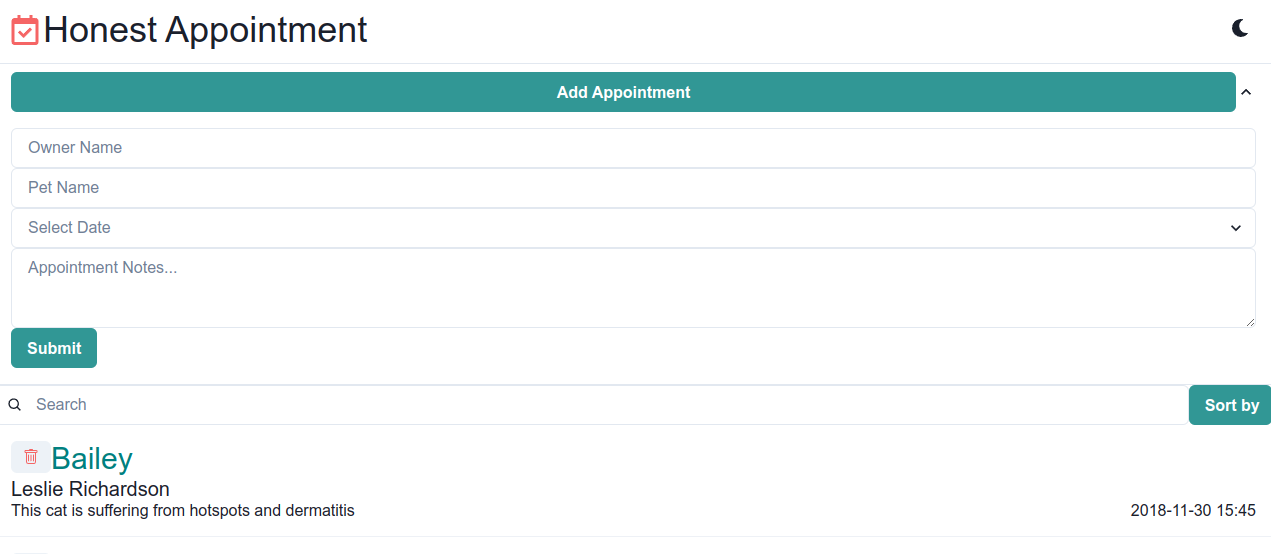 Honest Appointment
Add Appointment
Owner Name
Pet Name
Select Date
Appointment Notes...
Submit
Search
Sort by
Bailey
Leslie Richardson
This cat is suffering from hotspots and dermatitis 2018-11-30 15:45